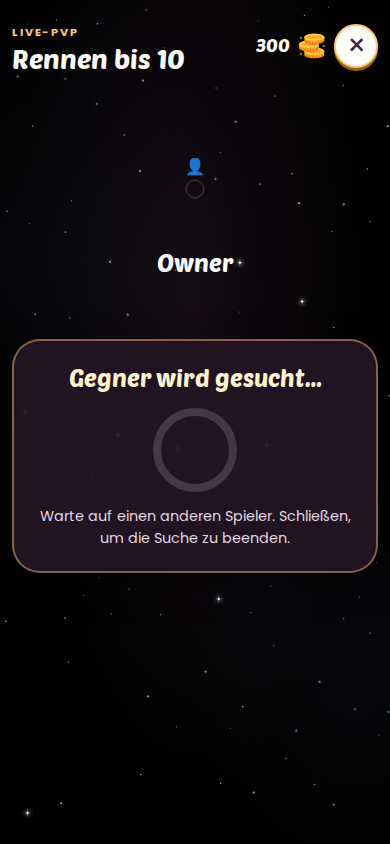 LIVE-PVP
Rennen bis 10
300
Owner
Gegner wird gesucht...
Warte auf einen anderen Spieler. Schließen,
um die Suche zu beenden.